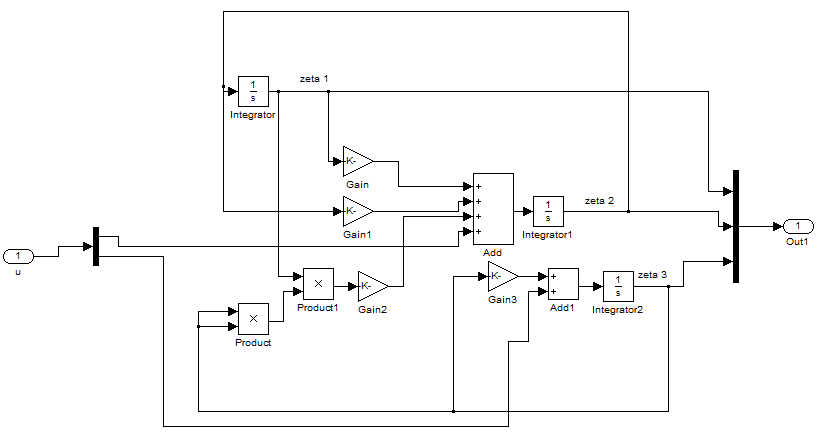 zeta 1
1
s
Integrator
-K-
Gain
-K-
Gain1
+
+
+
+
Add
1
s
Integrator1
zeta 2
1
Out1
1
u
×
Product1
-K-
Gain2
-K-
Gain3
+
+
Add1
1
s
Integrator2
zeta 3
×
Product